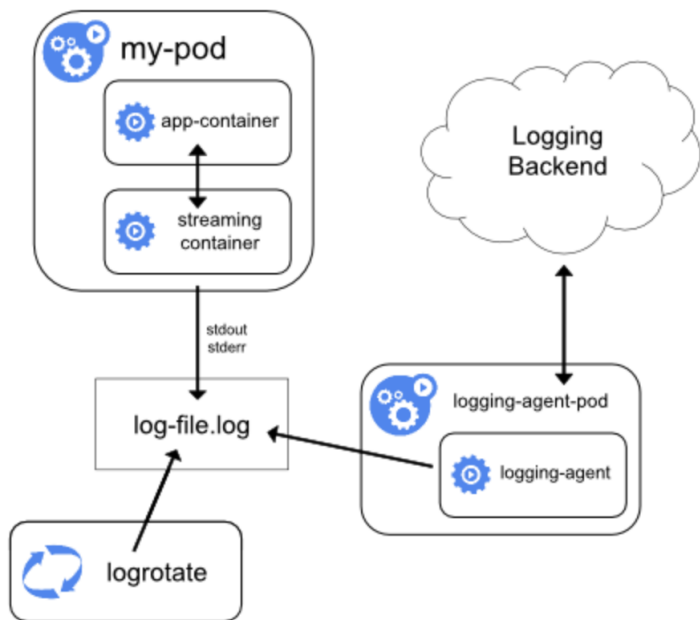 my-pod
app-container
streaming
container
Logging
Backend
stdout
stderr
log-file.log
logging-agent-pod
logging-agent
logrotate